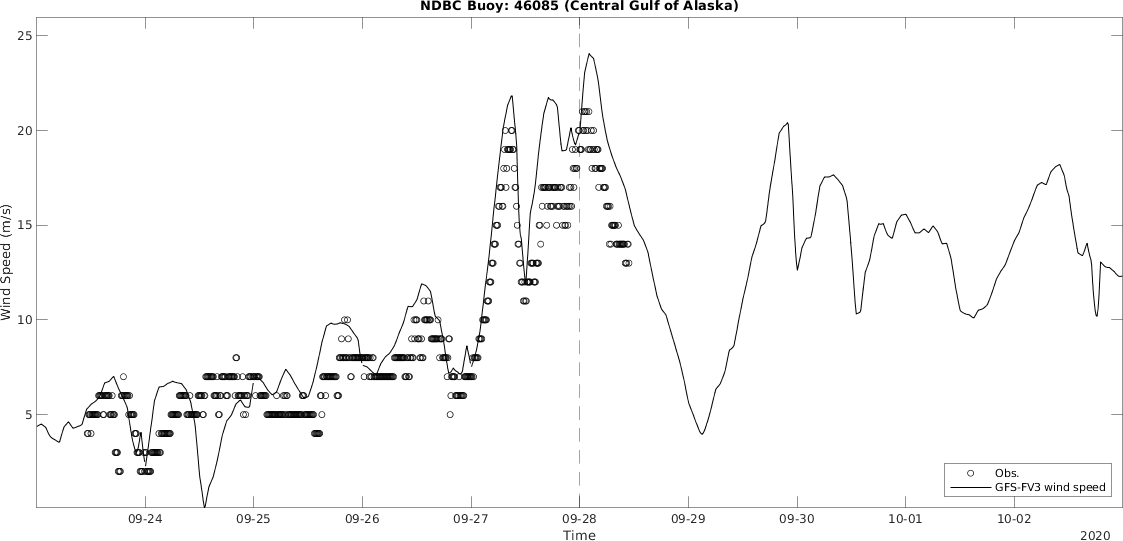 NDBC Buoy: 46085 (Central Gulf of Alaska)
25
20
15
10
5
Wind Speed (m/s)
09-24 09-25 09-26 09-27 09-28 09-29 09-30 10-01 10-02
Time
2020
Obs.
GFS-FV3 wind speed